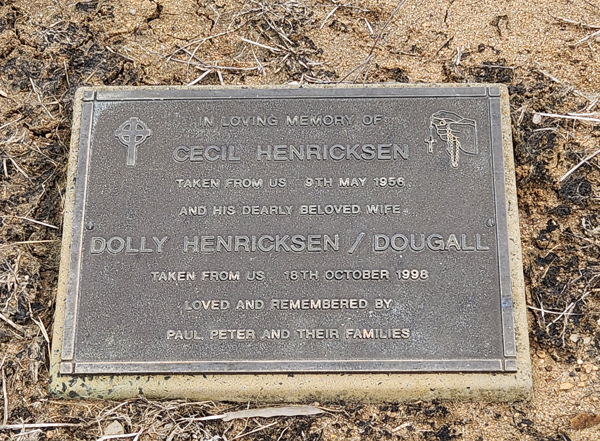 IN LOVING MEMORY OF
CECIL HENRICKSEN
TAKEN FROM US 9TH MAY 1956
AND HIS DEARLY BELOVED WIFE
DOLLY HENRICKSEN / DOUGALL
TAKEN FROM US 18TH OCTOBER 1998
LOVED AND REMEMBERED BY
PAUL, PETER AND THEIR FAMILIES